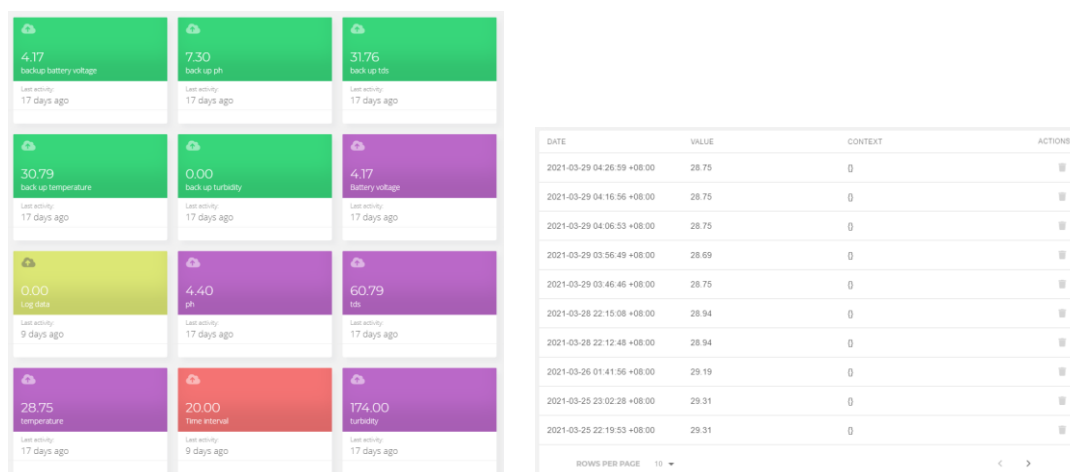 4.17
backup battery voltage
Last activity:
17 days ago
7.30
back up ph
Last activity:
17 days ago
31.76
back up tds
Last activity:
17 days ago
30.79
back up temperature
Last activity:
17 days ago
0.00
back up turbidity
Last activity:
17 days ago
4.17
Battery voltage
Last activity:
17 days ago
0.00
Log data
Last activity:
9 days ago
4.40
ph
Last activity:
17 days ago
60.79
tds
Last activity:
17 days ago
28.75
temperature
Last activity:
17 days ago
20.00
Time interval
Last activity:
9 days ago
174.00
turbidity
Last activity:
17 days ago
DATE VALUE CONTEXT ACTIONS
2021-03-29 04:26:59 +08:00 28.75 {}
2021-03-29 04:16:56 +08:00 28.75 {}
2021-03-29 04:06:53 +08:00 28.75 {}
2021-03-29 03:56:49 +08:00 28.69 {}
2021-03-29 03:46:46 +08:00 28.75 {}
2021-03-28 22:15:08 +08:00 28.94 {}
2021-03-28 22:12:48 +08:00 28.94 {}
2021-03-26 01:41:56 +08:00 29.19 {}
2021-03-25 23:02:28 +08:00 29.31 {}
2021-03-25 22:19:53 +08:00 29.31 {}
ROWS PER PAGE 10